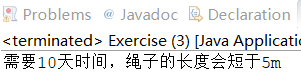 Problems @ Javadoc Declaration
<terminated> Exercise (3) [Java Application
需要10天时间，绳子的长度会短于5m